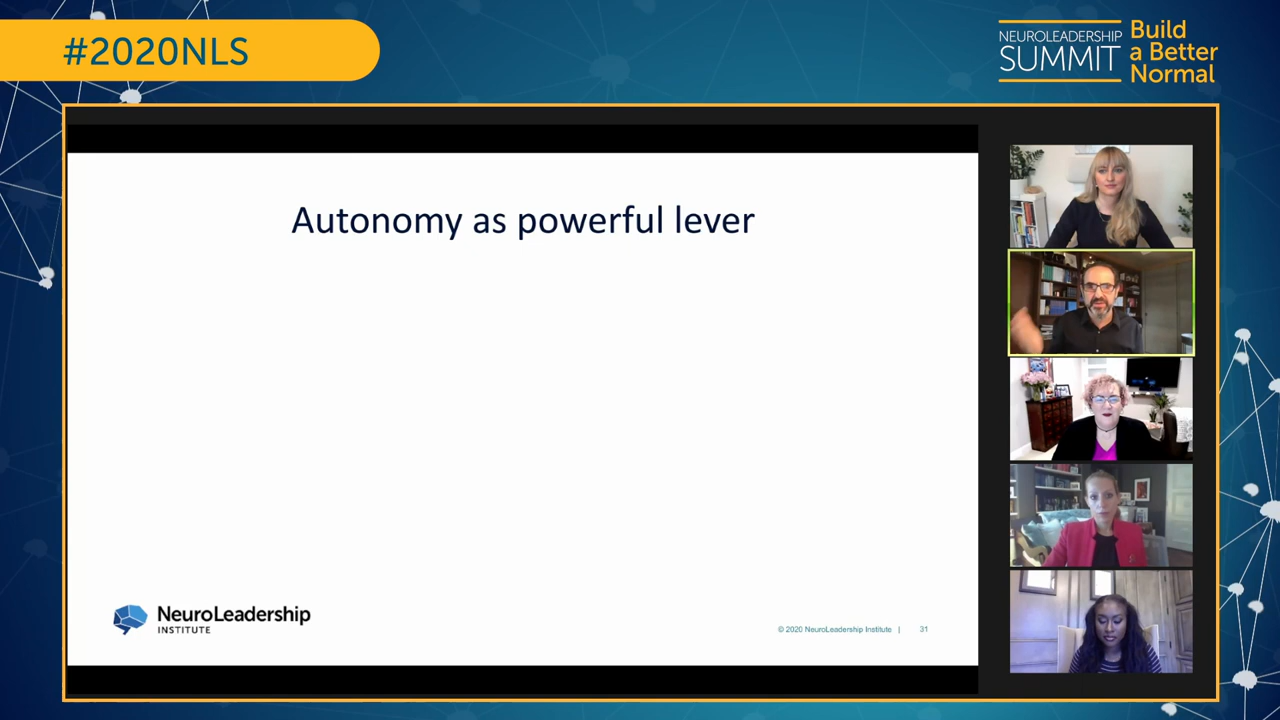 #2020NLS
NEUROLEADERSHIP
SUMMIT
Build
a Better
Normal
Autonomy as powerful lever
NeuroLeadership
INSTITUTE
© 2020 NeuroLeadership Institute |
31